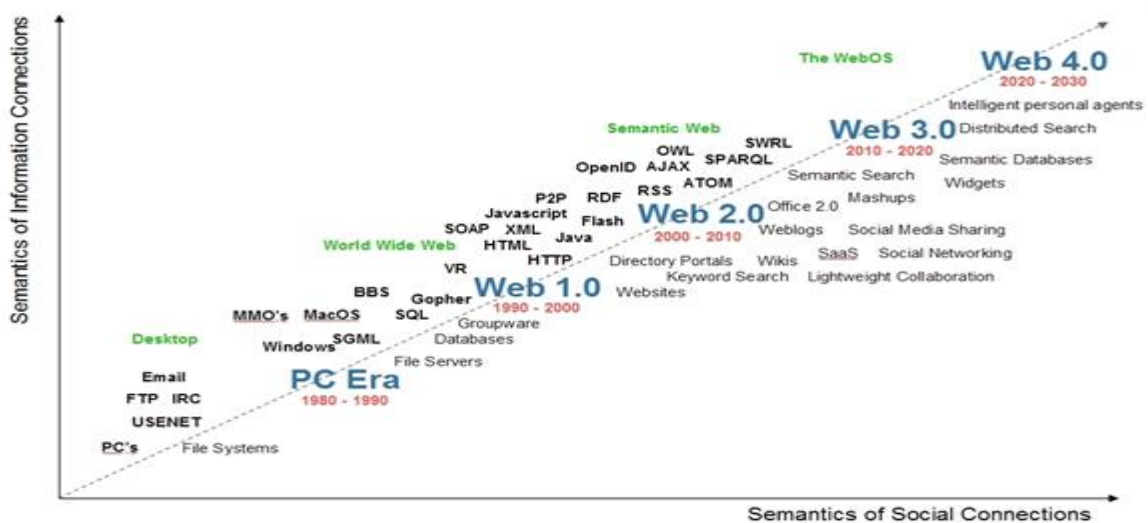 Semantics of Information Connections
The WebOS
Web 4.0
2020 - 2030
Intelligent personal agents
Semantic Web
Web 3.0
Distributed Search
2010 - 2020
SWRL
OWL
SPARQL
Semantic Databases
OpenID
AJAX
Semantic Search
Widgets
ATOM
RSS
P2P
RDF
Mashups
Office 2.0
Javascript
Web 2.0
Flash
SOAP
XML
Weblogs
Social Media Sharing
2000 - 2010
Java
World Wide Web
HTML
SaaS
Social Networking
HTTP
Directory Portals
Wikis
VR
Keyword Search
Lightweight Collaboration
Web 1.0
Websites
BBS
Gopher
1990 - 2000
MMO's
MacOS
SQL
Groupware
Desktop
SGML
Databases
Windows
File Servers
Email
PC Era
FTP
IRC
1980 - 1990
USENET
PC's
File Systems
Semantics of Social Connections